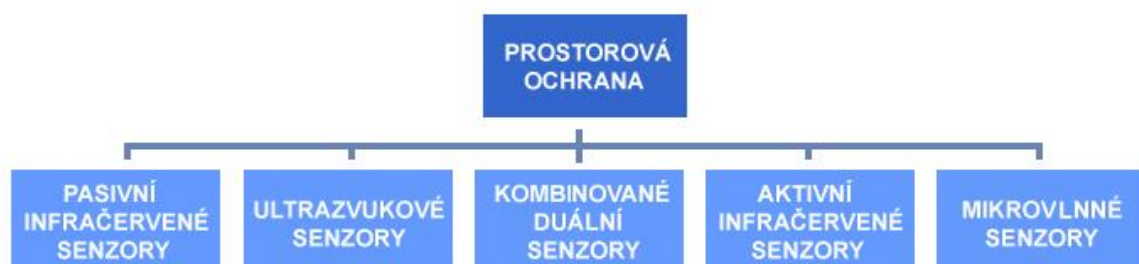 PROSTOROVÁ
OCHRANA
PASIVNÍ
INFRAČERVENÉ
SENZORY
ULTRAZVUKOVÉ
SENZORY
KOMBINOVANÉ
DUÁLNÍ
SENZORY
AKTIVNÍ
INFRAČERVENÉ
SENZORY
MIKROVLNNÉ
SENZORY